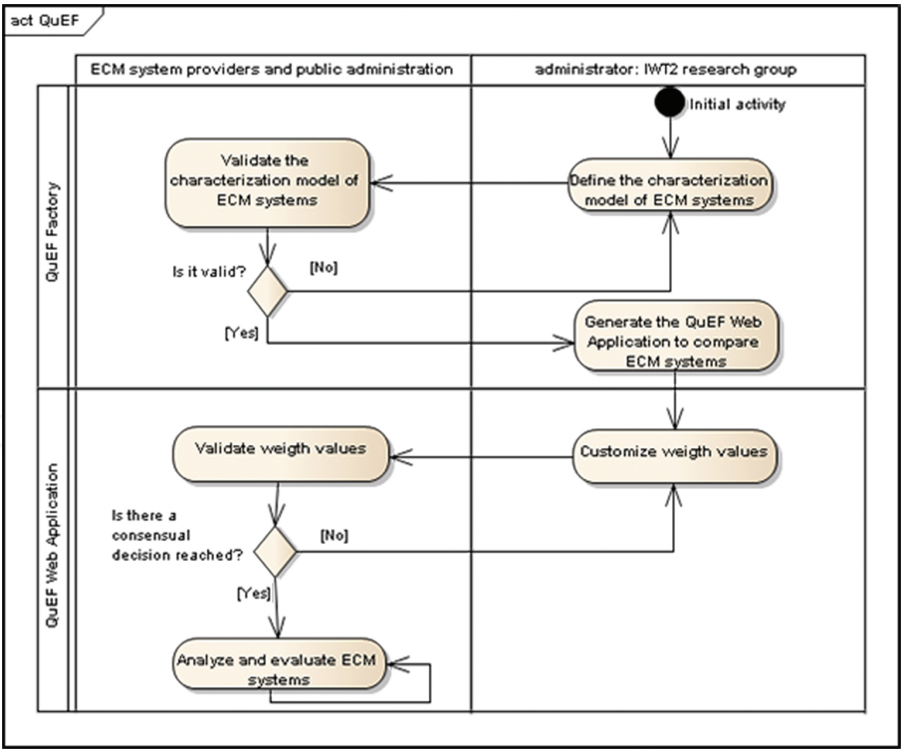 act QuEF
ECM system providers and public administration
administrator: IWT2 research group
QuEF Factory
Initial activity
Validate the
characterization model of
ECM systems
Define the characterization
model of ECM systems
Is it valid?
[No]
[Yes]
Generate the QuEF Web
Application to compare
ECM systems
QuEF Web Application
Validate weigth values
Customize weigth values
Is there a
consensual
decision reached?
[No]
[Yes]
Analyze and evaluate ECM
systems